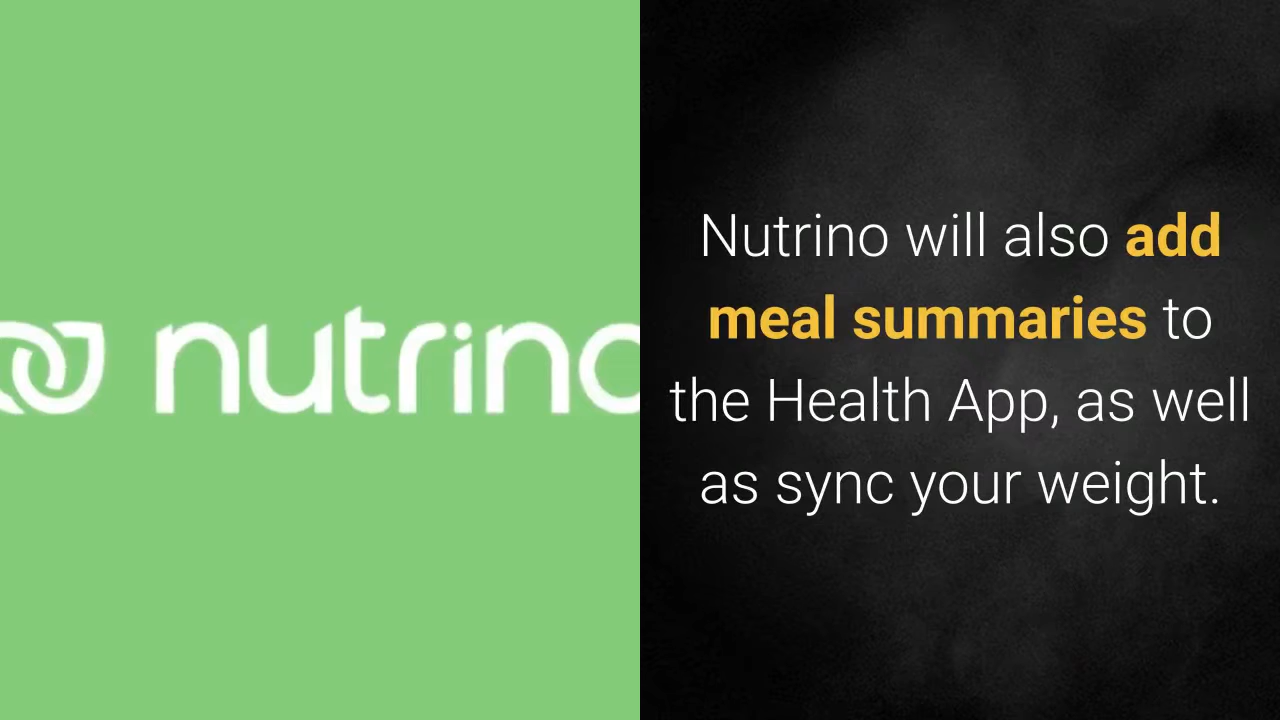 nutrino
Nutrino will also add
meal summaries to
the Health App, as well
as sync your weight.